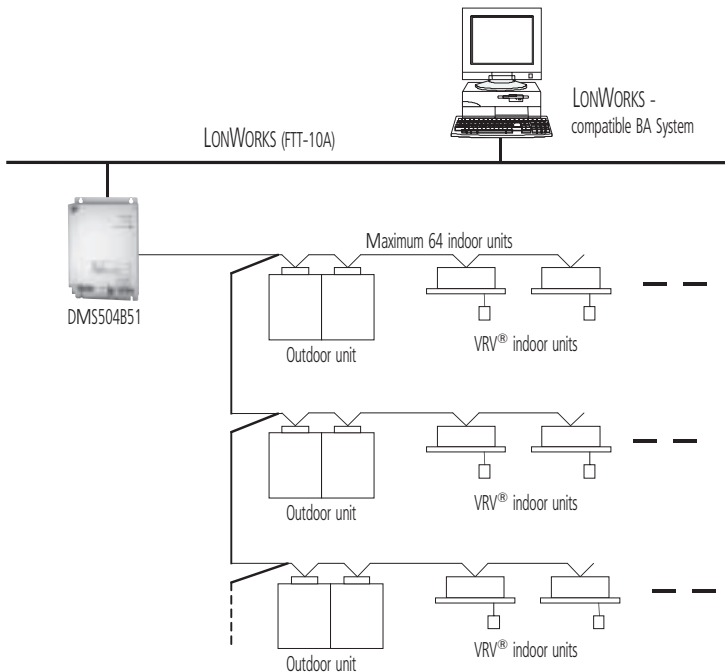 LONWORKS -
compatible BA System
LONWORKS (FTT-10A)
Maximum 64 indoor units
DMS504B51
Outdoor unit
VRV® indoor units
Outdoor unit
VRV® indoor units
Outdoor unit
VRV® indoor units